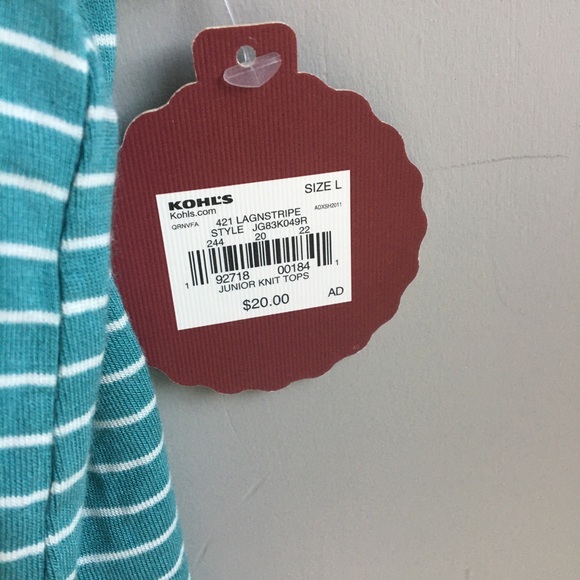 KOHL'S SIZE L
Kohls.com
QRNVFA 421 LAGNSTRIPE ADXSH2011
STYLE JG83K049R
244 20 22
1 92718 00184 1
JUNIOR KNIT TOPS
$20.00 AD